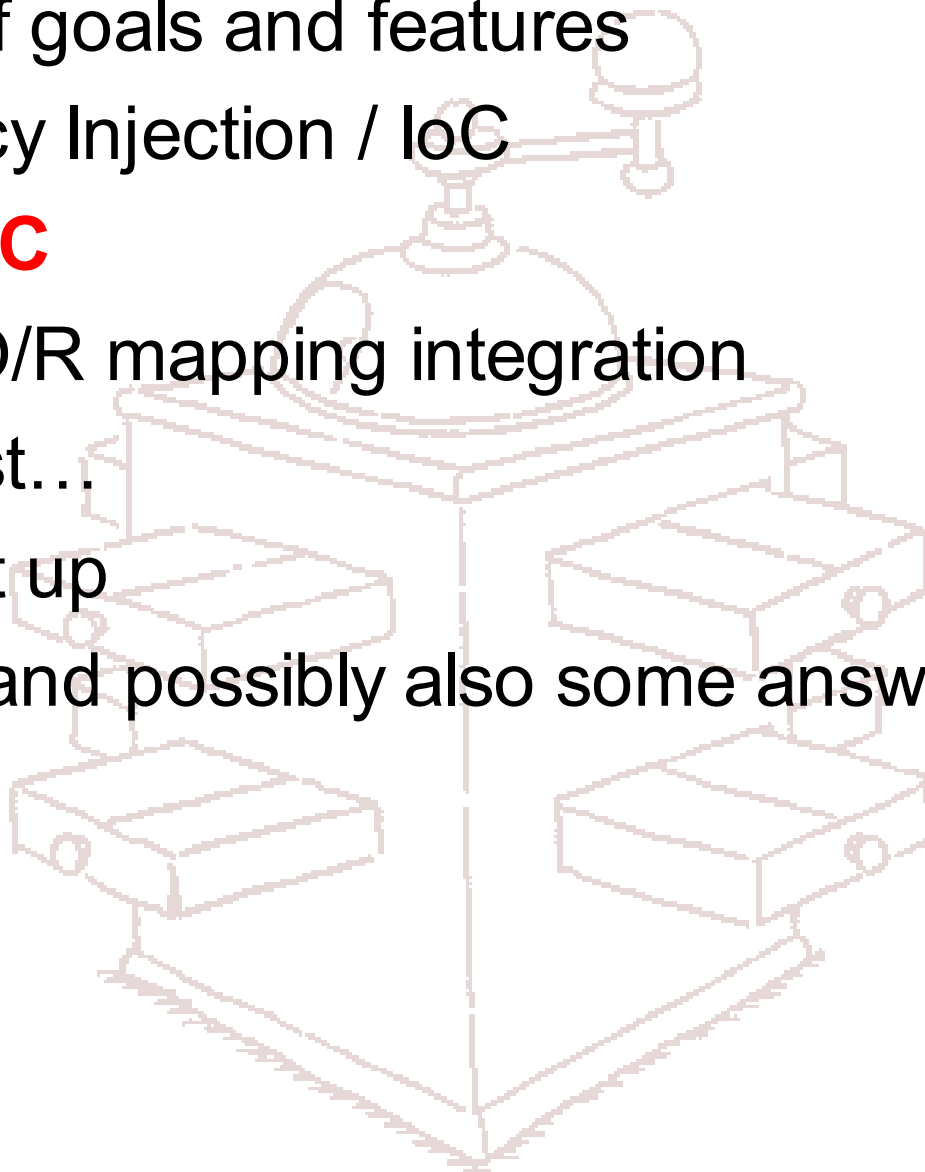 f goals and features
cy Injection / IoC
C
O/R mapping integration
st…
t up
and possibly also some answ